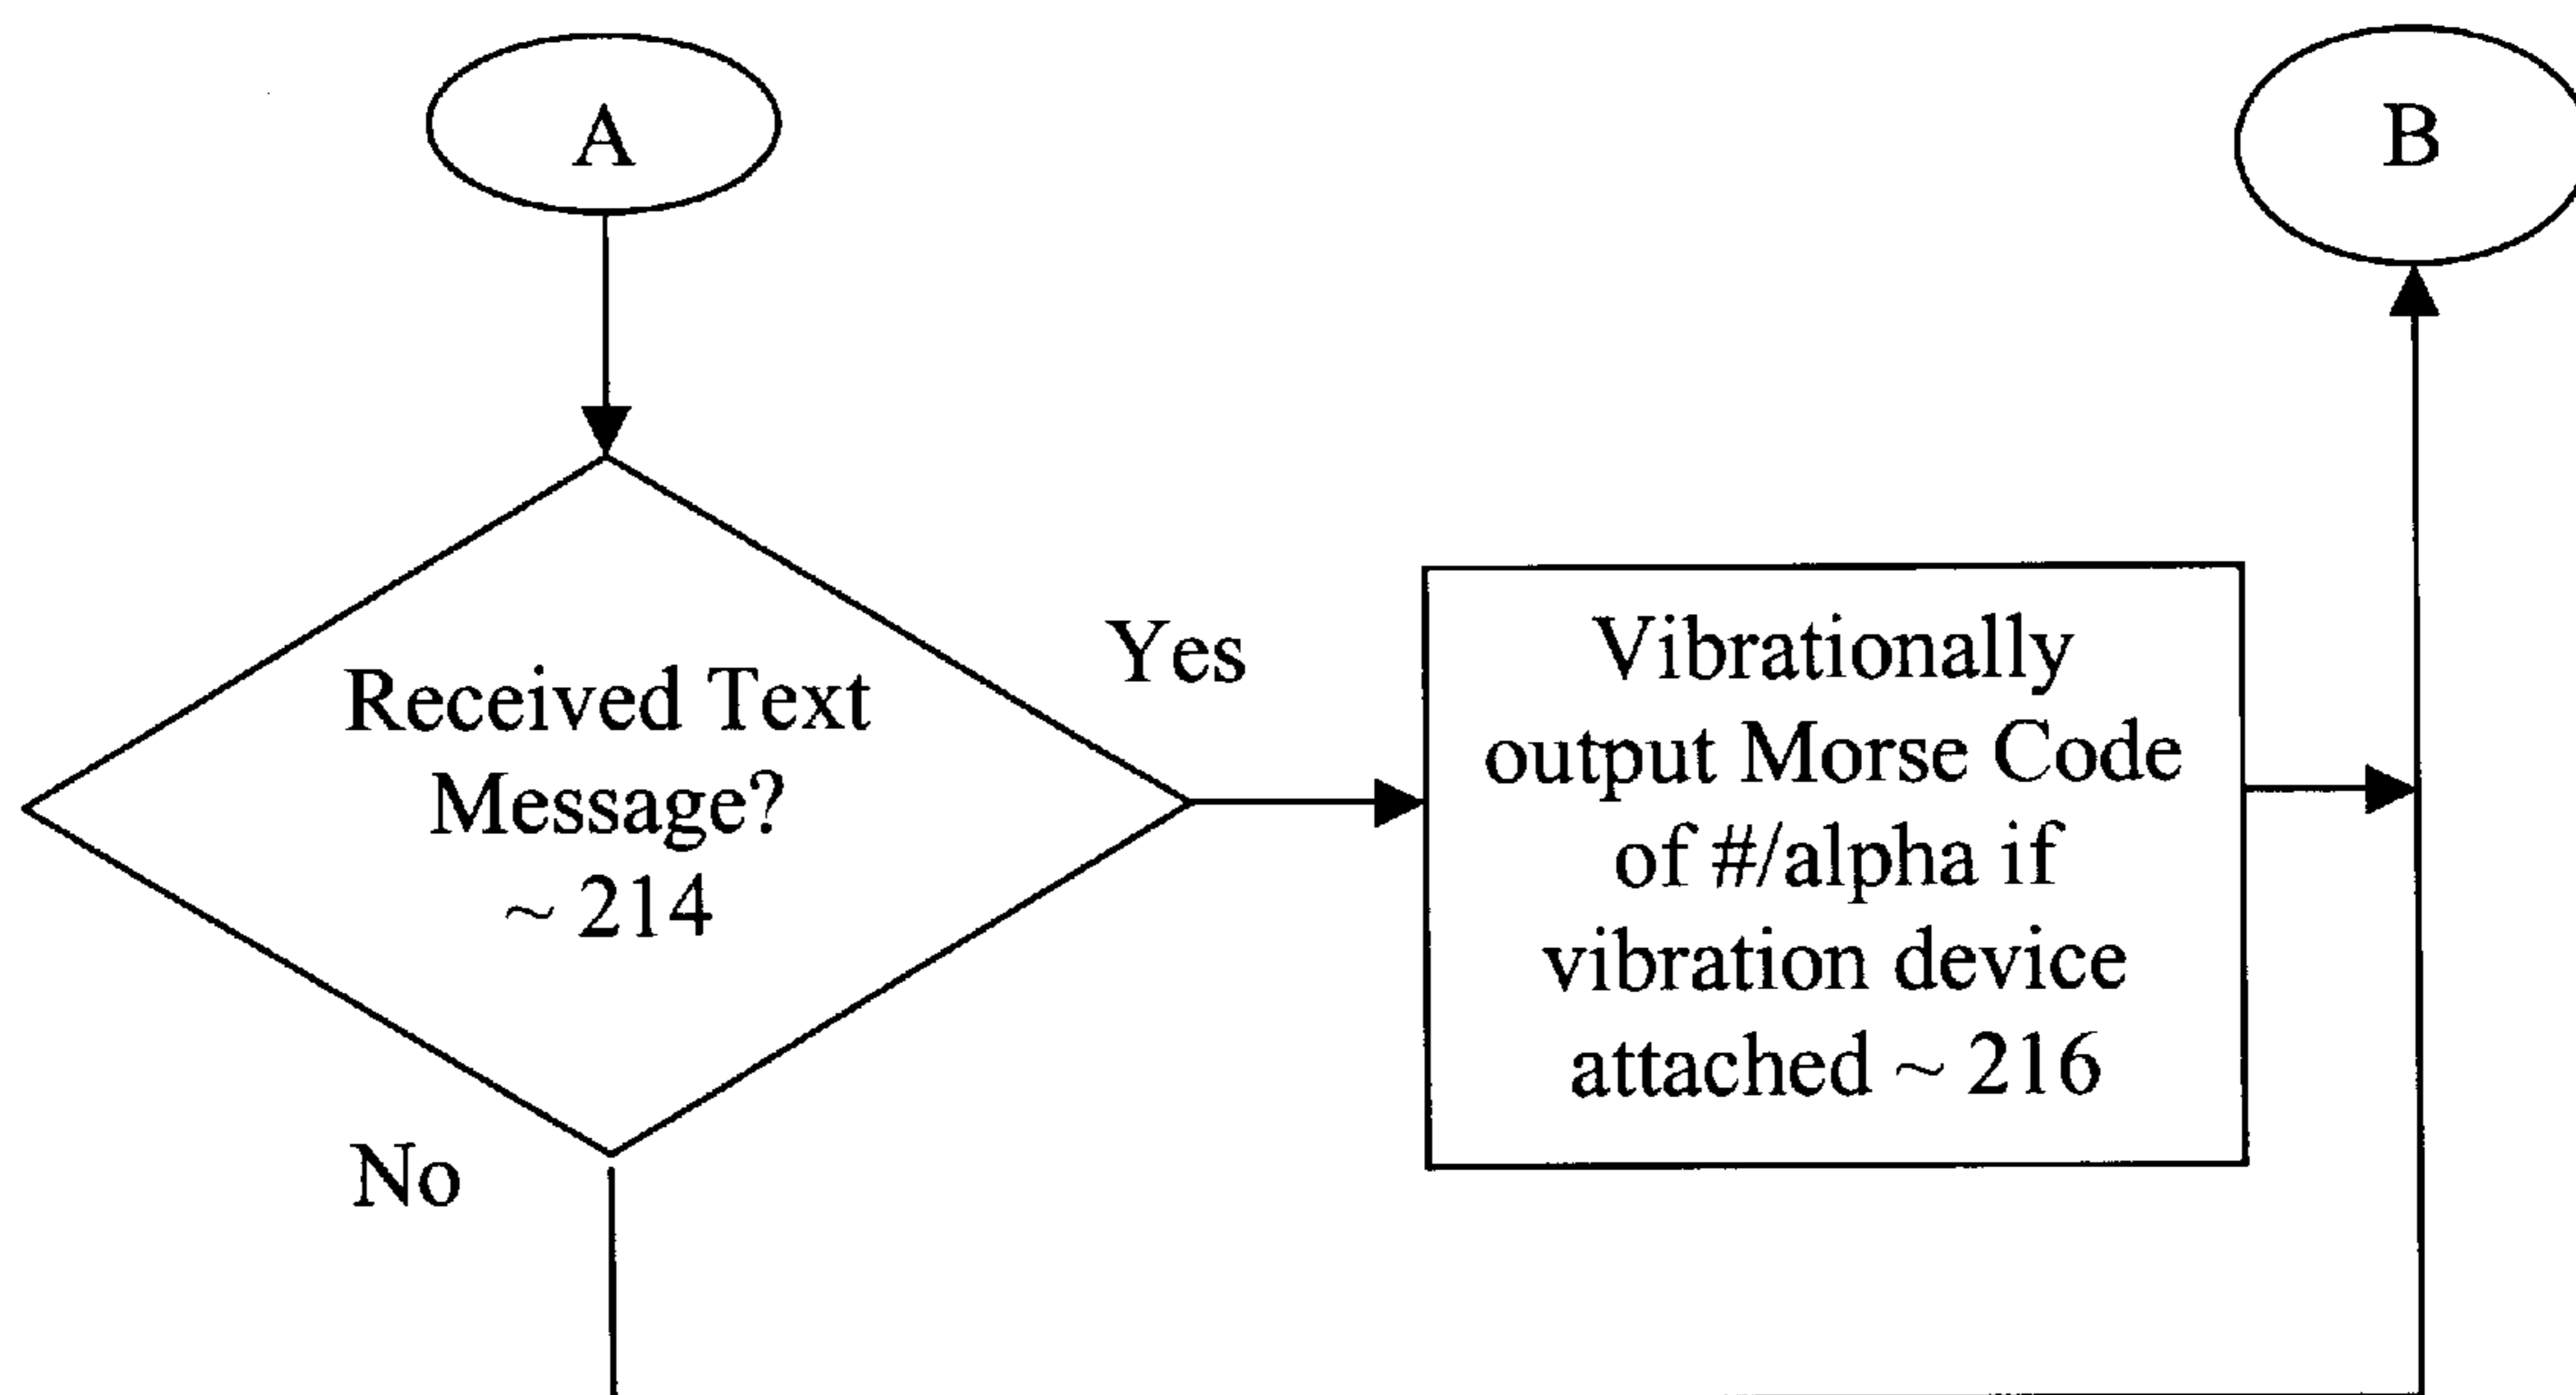 A
B
Received Text
Message?
~ 214
Yes
Vibrationally
output Morse Code
of #/alpha if
vibration device
attached ~ 216
No